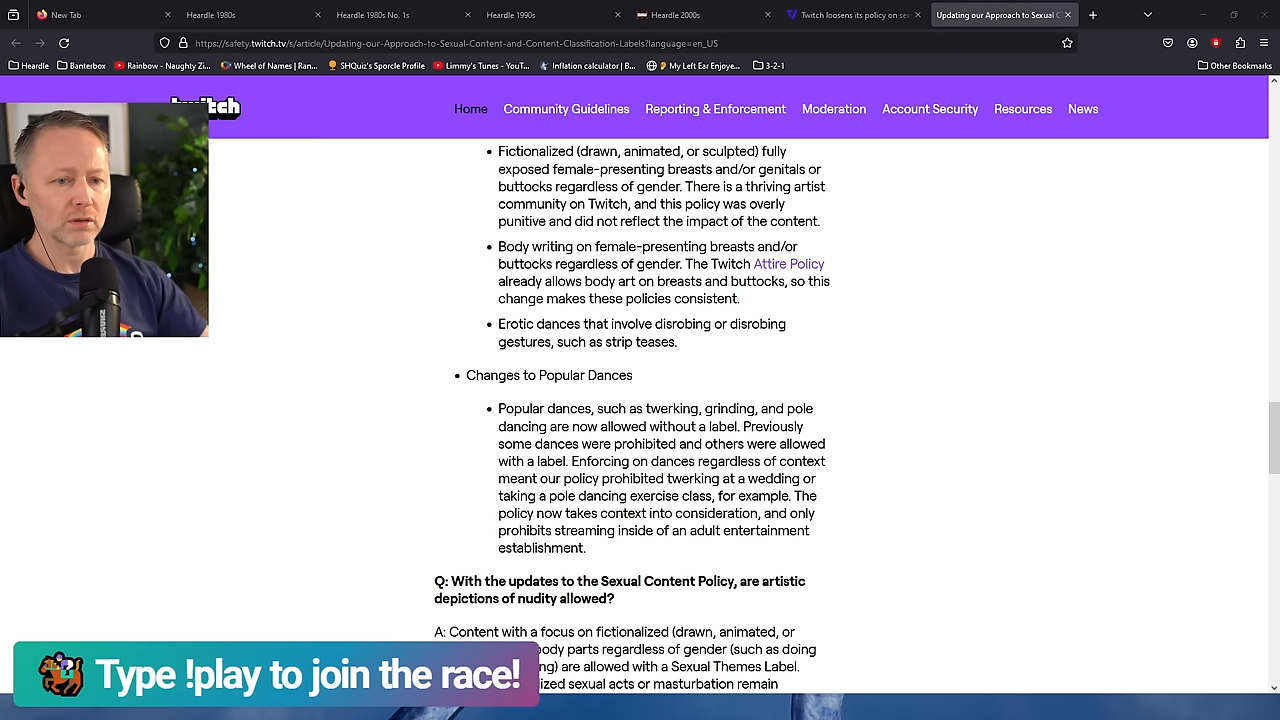 New Tab
Heardle 1980s
Heardle 1980s No. 1s
Heardle 1990s
Heardle 2000s
Twitch loosens its policy on se
Updating our Approach to Sexual C
https://safety.twitch.tv/s/article/Updating-our-Approach-to-Sexual-Content-and-Content-Classification-Labels?language=en_US
Heardle
Banterbox
Rainbow - Naughty Zi...
Wheel of Names | Ran...
SHQuiz's Sporcle Profile
Limmy's Tunes - YouT...
Inflation calculator | B...
My Left Ear Enjoye...
3-2-1
Other Bookmarks
twitch
Home
Community Guidelines
Reporting & Enforcement
Moderation
Account Security
Resources
News
• Fictionalized (drawn, animated, or sculpted) fully
exposed female-presenting breasts and/or genitals or
buttocks regardless of gender. There is a thriving artist
community on Twitch, and this policy was overly
punitive and did not reflect the impact of the content.
• Body writing on female-presenting breasts and/or
buttocks regardless of gender. The Twitch Attire Policy
already allows body art on breasts and buttocks, so this
change makes these policies consistent.
• Erotic dances that involve disrobing or disrobing
gestures, such as strip teases.
• Changes to Popular Dances
• Popular dances, such as twerking, grinding, and pole
dancing are now allowed without a label. Previously
some dances were prohibited and others were allowed
with a label. Enforcing on dances regardless of context
meant our policy prohibited twerking at a wedding or
taking a pole dancing exercise class, for example. The
policy now takes context into consideration, and only
prohibits streaming inside of an adult entertainment
establishment.
Q: With the updates to the Sexual Content Policy, are artistic
depictions of nudity allowed?
A: Content with a focus on fictionalized (drawn, animated, or
body parts regardless of gender (such as doing
ng) are allowed with a Sexual Themes Label.
ized sexual acts or masturbation remain
Type !play to join the race!